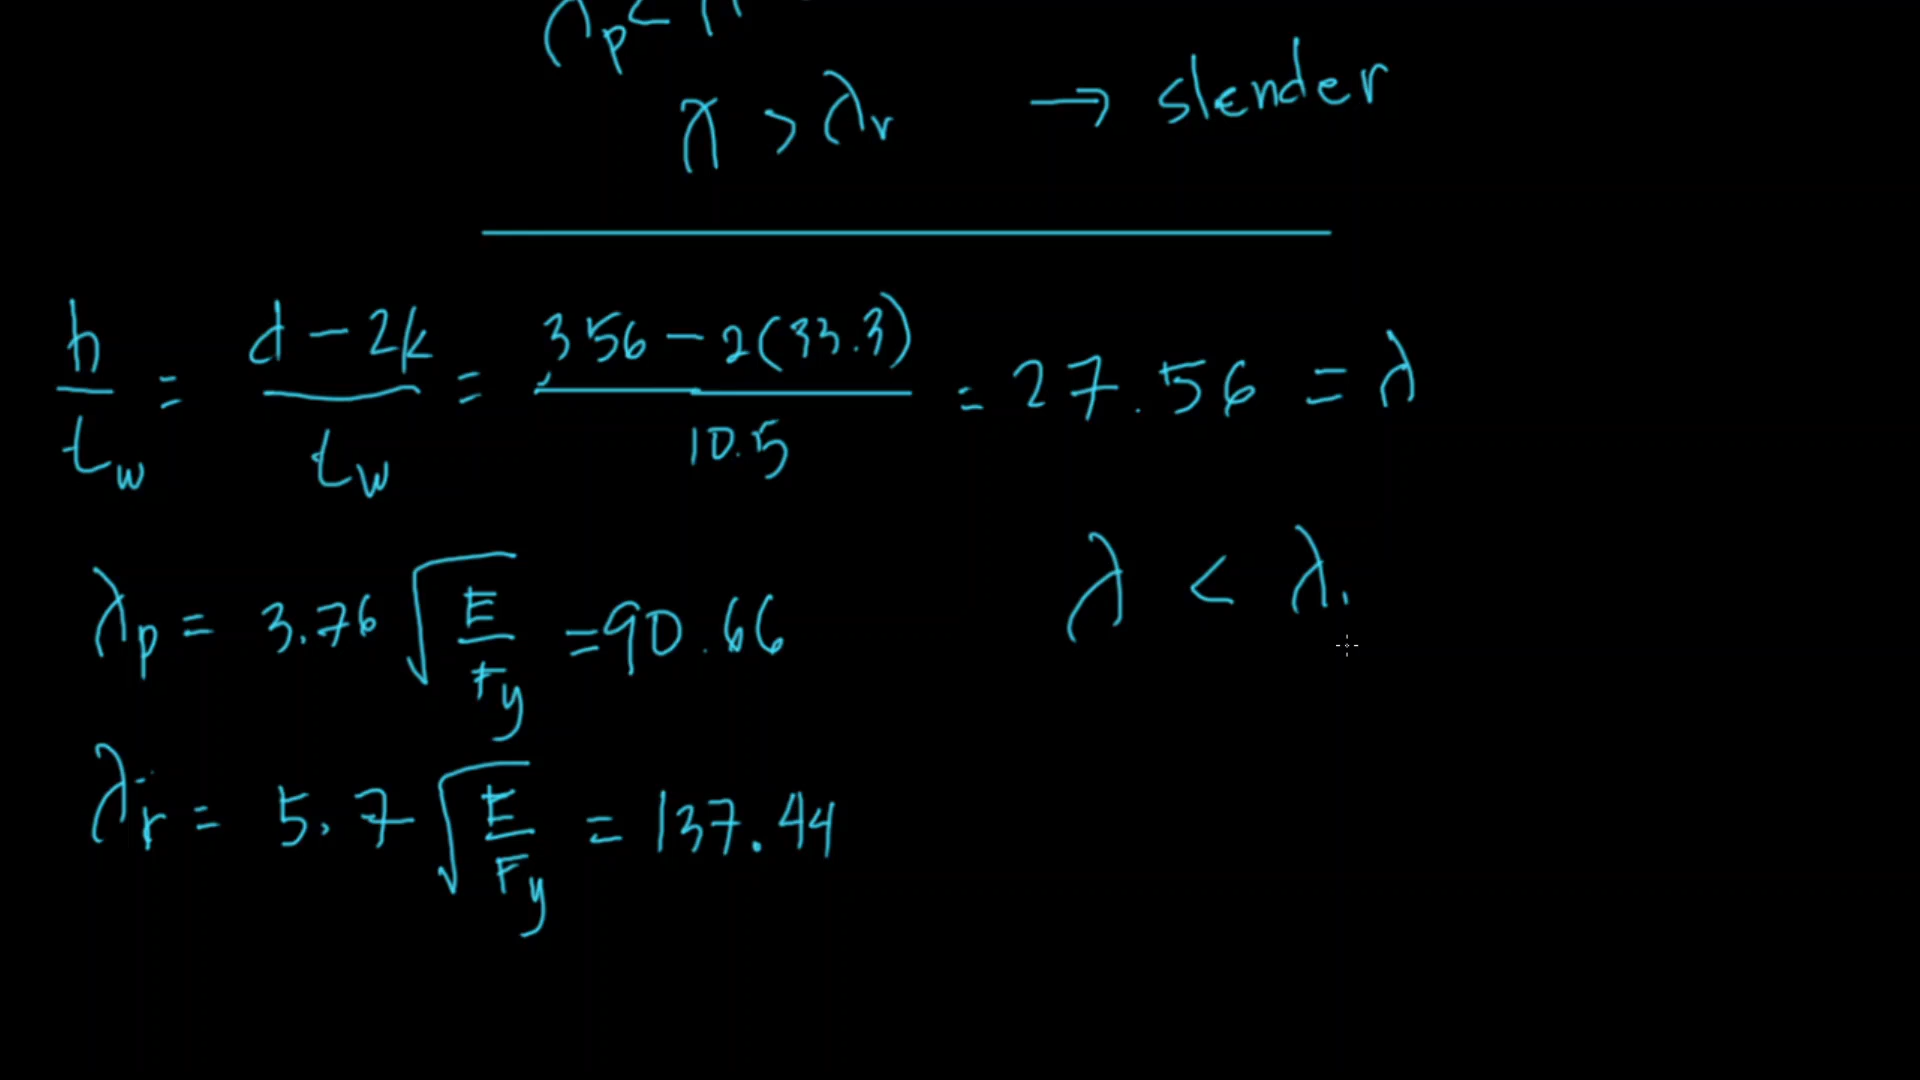 λp < λ
λ > λr → slender
h/tw = (d - 2k)/tw = (356 - 2(33.3))/10.5 = 27.56 = λ
λp = 3.76 √(E/Fy) = 90.66
λ < λ
λr = 5.7 √(E/Fy) = 137.44